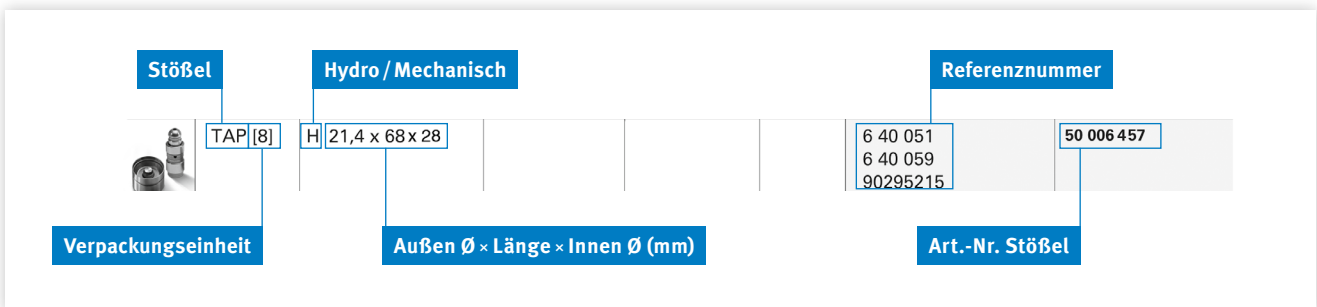 Stößel
Hydro / Mechanisch
Referenznummer
TAP [8]
H 21,4 x 68 x 28
6 40 051
6 40 059
90295215
50 006 457
Verpackungseinheit
Außen Ø × Länge × Innen Ø (mm)
Art.-Nr. Stößel